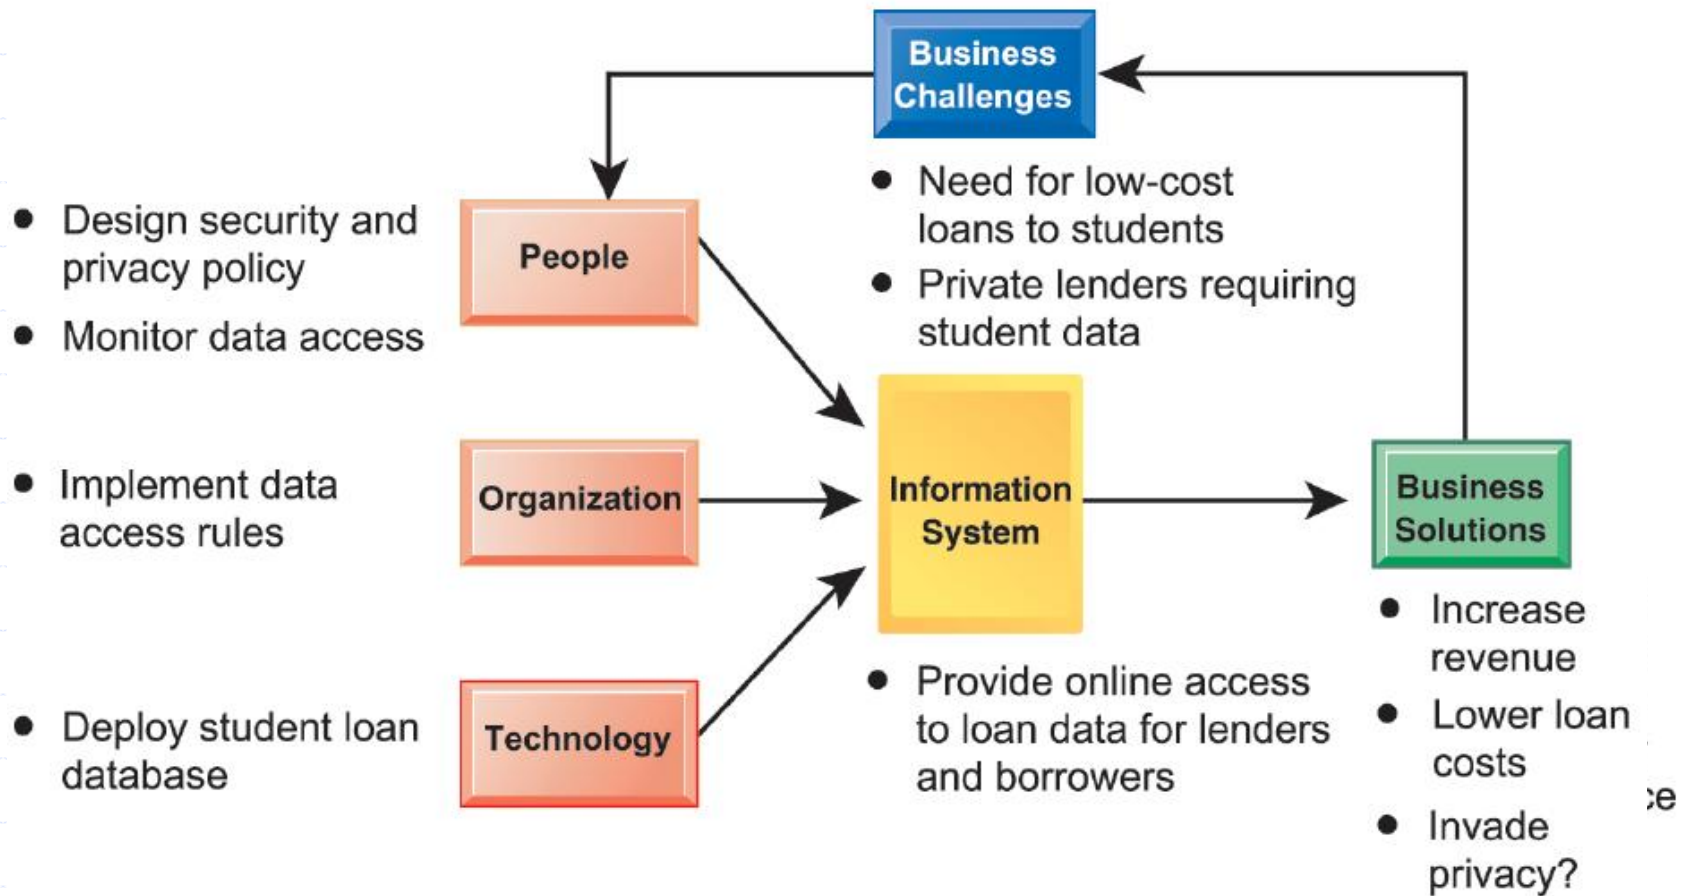 Business
Challenges
• Need for low-cost
loans to students
• Private lenders requiring
student data
• Design security and
privacy policy
• Monitor data access
People
• Implement data
access rules
Organization
• Deploy student loan
database
Technology
Information
System
• Provide online access
to loan data for lenders
and borrowers
Business
Solutions
• Increase
revenue
• Lower loan
costs
• Invade
privacy?